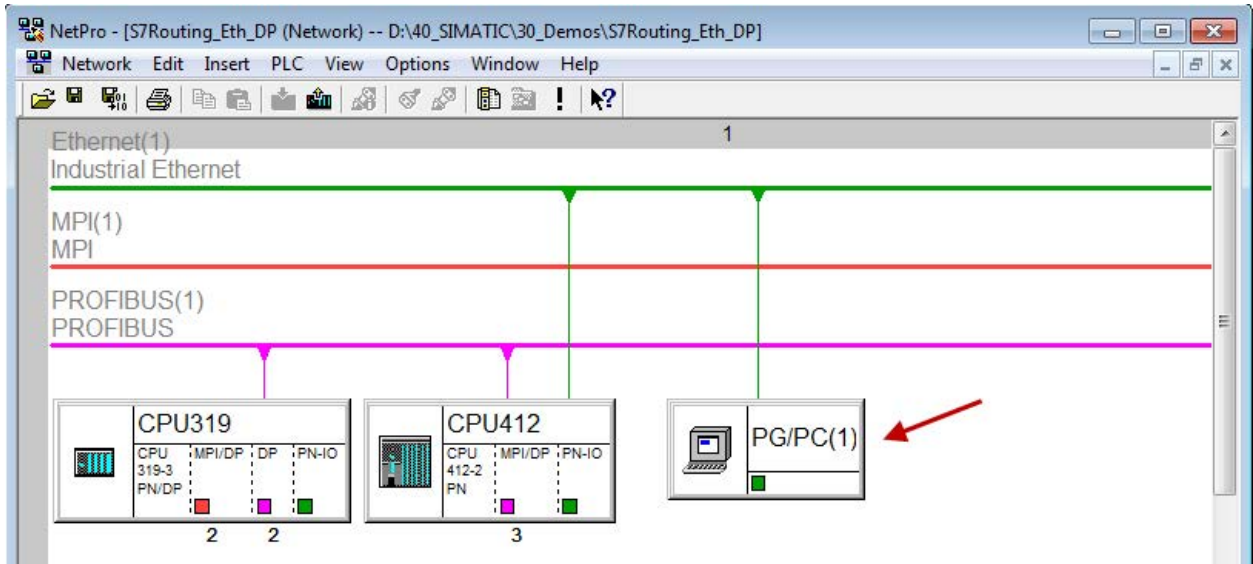 NetPro - [S7Routing_Eth_DP (Network) -- D:\40_SIMATIC\30_Demos\S7Routing_Eth_DP]
Network Edit Insert PLC View Options Window Help
1
Ethernet(1)
Industrial Ethernet
MPI(1)
MPI
PROFIBUS(1)
PROFIBUS
CPU319
CPU 319-3 PN/DP
MPI/DP
DP
PN-IO
2
2
CPU412
CPU 412-2 PN
MPI/DP
PN-IO
3
PG/PC(1)